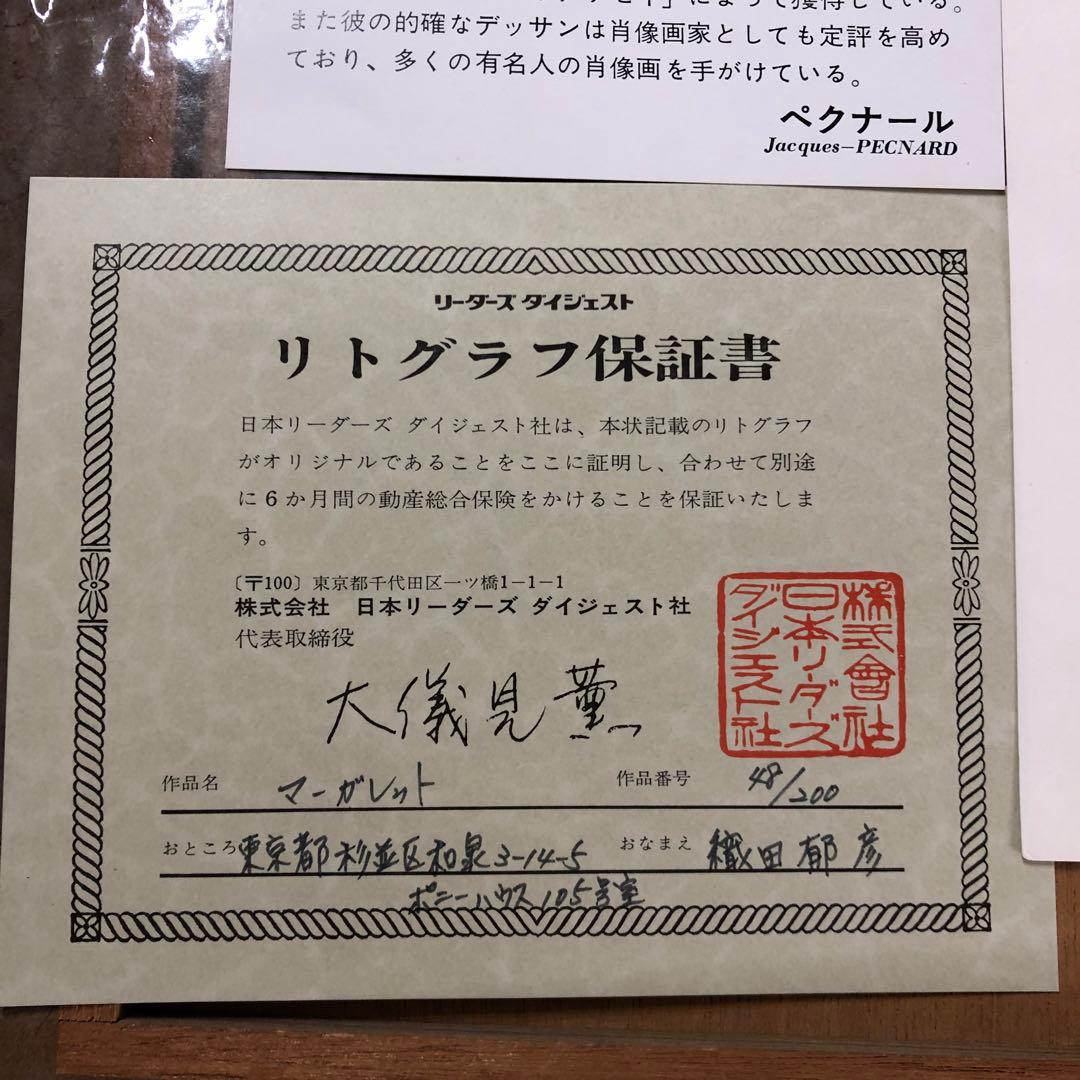 によって獲得している。
また彼の的確なデッサンは肖像画家としても定評を高め
ており、多くの有名人の肖像画を手がけている。
ペクナール
Jacques-PECNARD
リーダーズ ダイジェスト
リトグラフ保証書
日本リーダーズ ダイジェスト社は、本状記載のリトグラフ
がオリジナルであることをここに証明し、合わせて別途
に6か月間の動産総合保険をかけることを保証いたしま
す。
〔〒100〕東京都千代田区一ツ橋1-1-1
株式会社 日本リーダーズ ダイジェスト社
代表取締役
大儀見薫
株式會社
日本リーダーズ
ダイジェスト社
作品名 マーガレット 作品番号 48/200
おところ 東京都杉並区和泉3-14-5 おなまえ 織田郁彦
ポニーハウス105号室